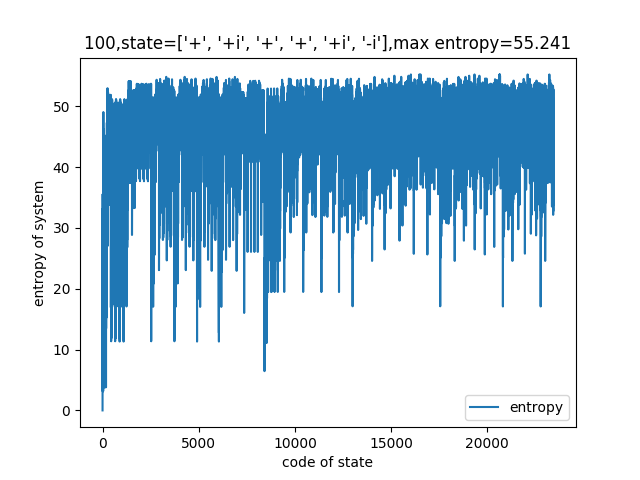 100,state=['+', '+i', '+', '+', '+i', '-i'],max entropy=55.241
50
40
30
20
10
0
entropy of system
entropy
0 5000 10000 15000 20000
code of state